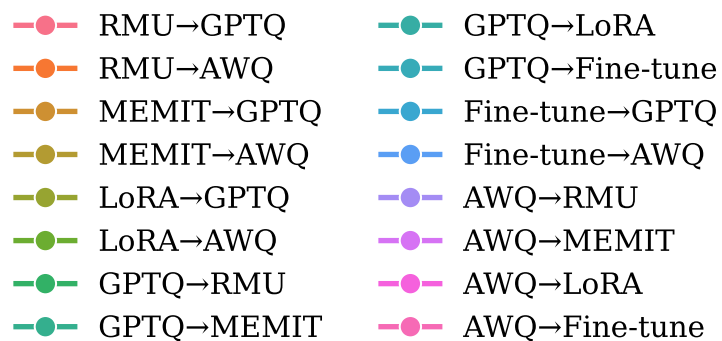 RMU→GPTQ
RMU→AWQ
MEMIT→GPTQ
MEMIT→AWQ
LoRA→GPTQ
LoRA→AWQ
GPTQ→RMU
GPTQ→MEMIT
GPTQ→LoRA
GPTQ→Fine-tune
Fine-tune→GPTQ
Fine-tune→AWQ
AWQ→RMU
AWQ→MEMIT
AWQ→LoRA
AWQ→Fine-tune